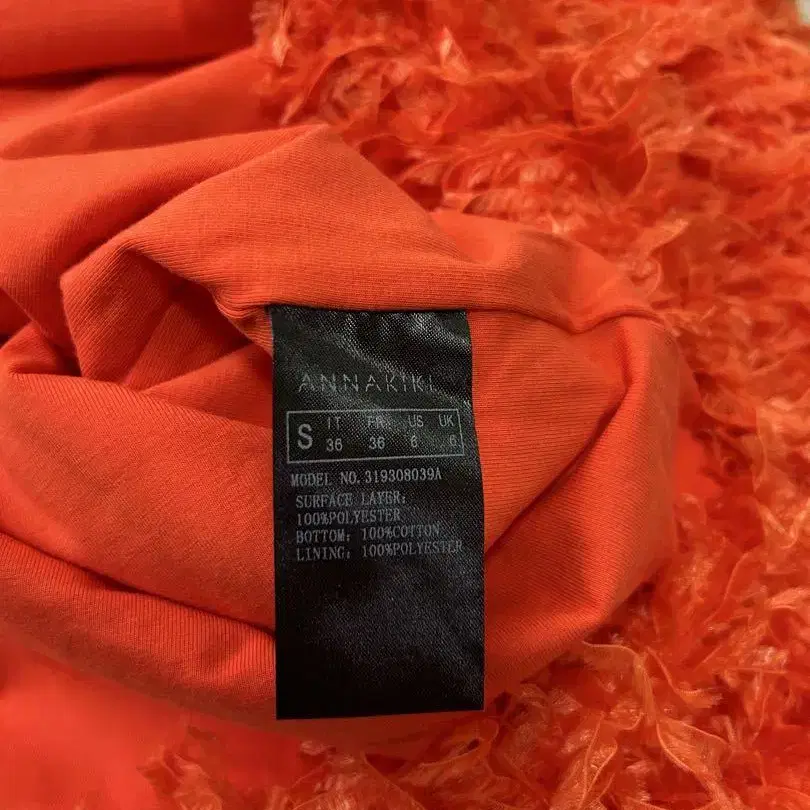 ANNAKIKI
S IT FR US UK
36 36 6 6
MODEL NO.319308039A
SURFACE LAYER:
100%POLYESTER
BOTTOM: 100%COTTON
LINING: 100%POLYESTER